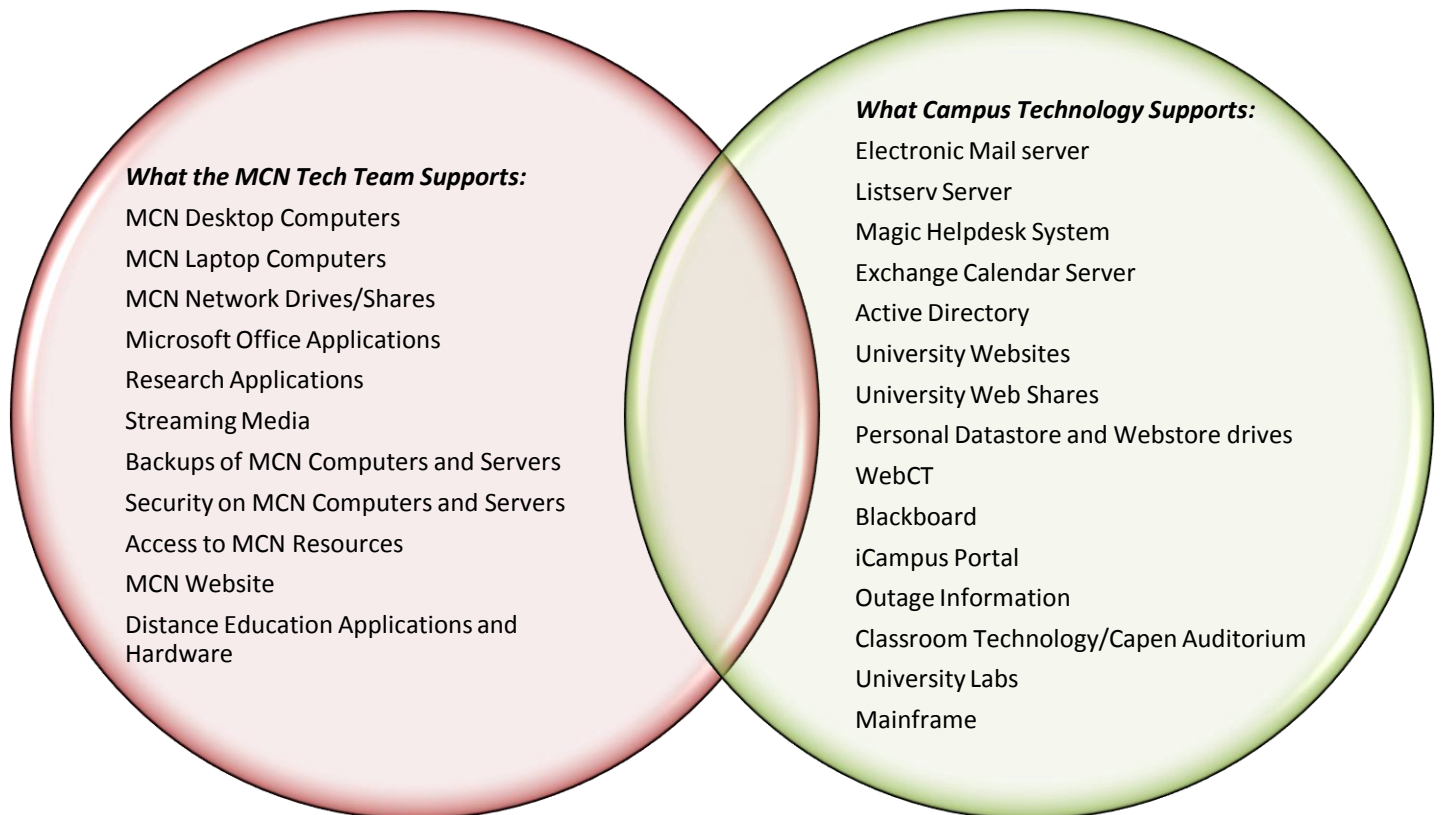 What the MCN Tech Team Supports:
MCN Desktop Computers
MCN Laptop Computers
MCN Network Drives/Shares
Microsoft Office Applications
Research Applications
Streaming Media
Backups of MCN Computers and Servers
Security on MCN Computers and Servers
Access to MCN Resources
MCN Website
Distance Education Applications and
Hardware
What Campus Technology Supports:
Electronic Mail server
Listserv Server
Magic Helpdesk System
Exchange Calendar Server
Active Directory
University Websites
University Web Shares
Personal Datastore and Webstore drives
WebCT
Blackboard
iCampus Portal
Outage Information
Classroom Technology/Capen Auditorium
University Labs
Mainframe